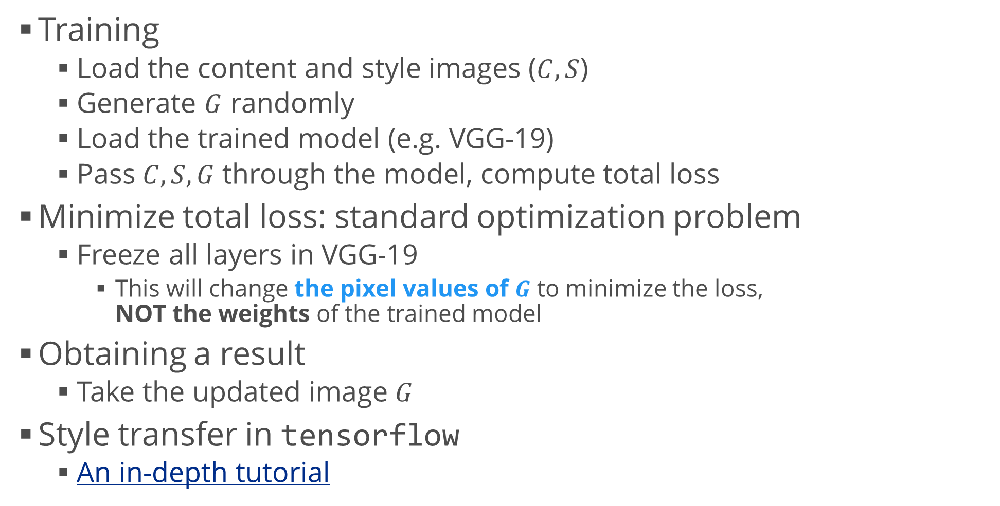 ▪ Training
▪ Load the content and style images (C, S)
▪ Generate G randomly
▪ Load the trained model (e.g. VGG-19)
▪ Pass C, S, G through the model, compute total loss
▪ Minimize total loss: standard optimization problem
▪ Freeze all layers in VGG-19
▪ This will change the pixel values of G to minimize the loss,
NOT the weights of the trained model
▪ Obtaining a result
▪ Take the updated image G
▪ Style transfer in tensorflow
▪ An in-depth tutorial